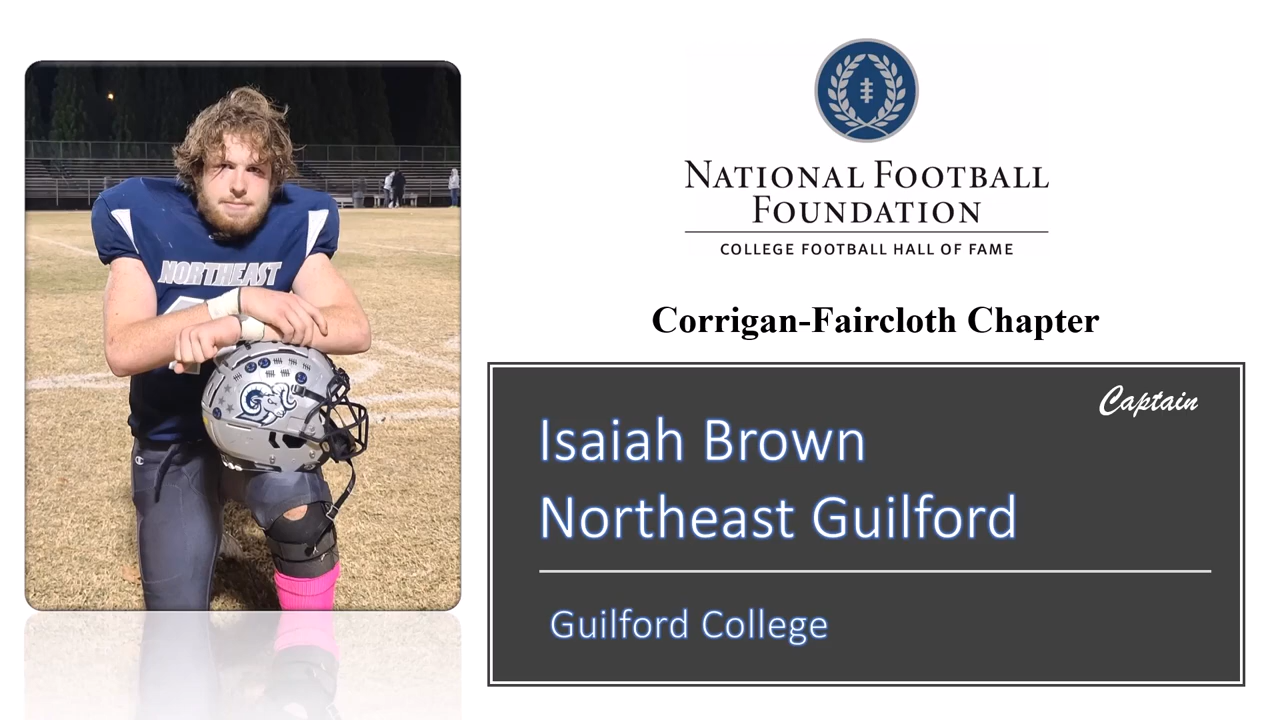 NORTHEAST
NATIONAL FOOTBALL
FOUNDATION
COLLEGE FOOTBALL HALL OF FAME
Corrigan-Faircloth Chapter
Captain
Isaiah Brown
Northeast Guilford
Guilford College